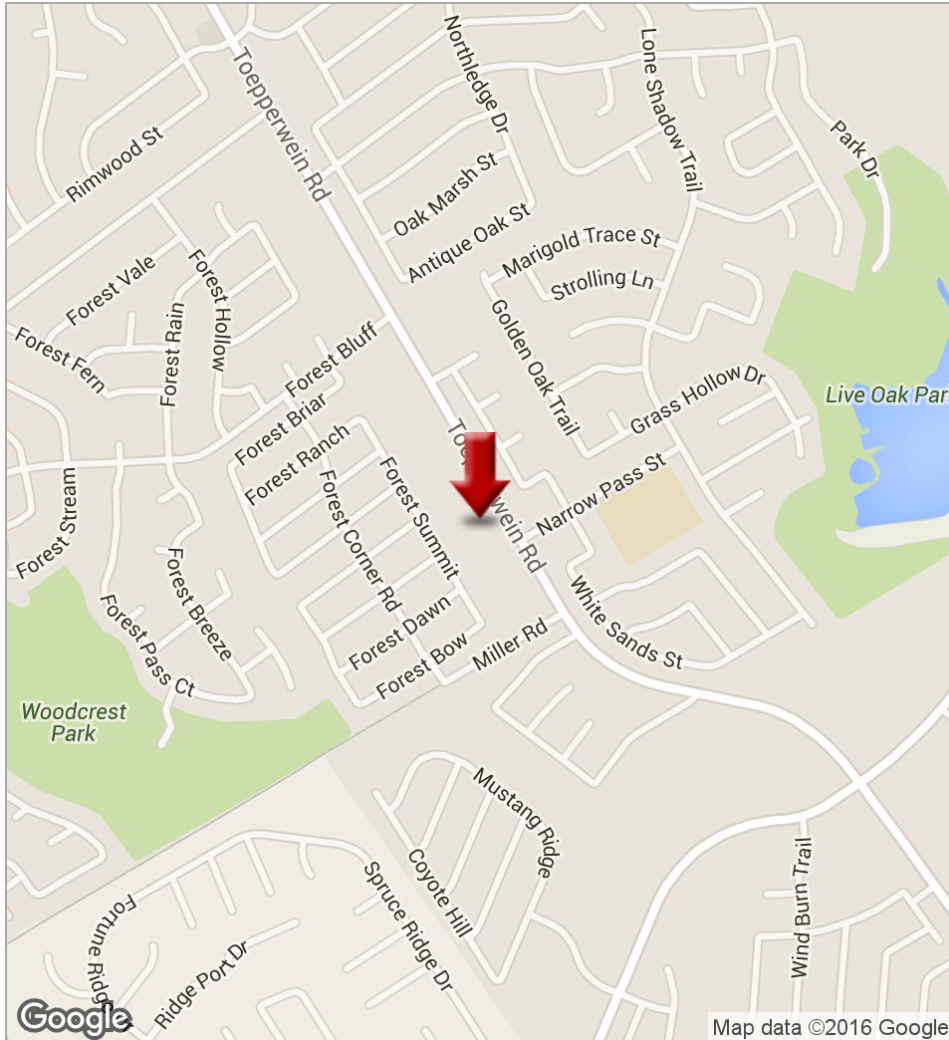 Northledge Dr
Lone Shadow Trail
Toepperwein Rd
Park Dr
Rimwood St
Oak Marsh St
Antique Oak St
Marigold Trace St
Strolling Ln
Forest Vale
Forest Hollow
Forest Rain
Golden Oak Trail
Forest Fern
Forest Bluff
Grass Hollow Dr
Live Oak Par
Forest Briar
Forest Ranch
wein Rd
Narrow Pass St
Forest Stream
Forest Corner Rd
Forest Summit
Forest Breeze
Forest Dawn
White Sands St
Forest Pass Ct
Forest Bow
Miller Rd
Woodcrest
Park
Mustang Ridge
Coyote Hill
Spruce Ridge Dr
Wind Burn Trail
Fortune Ridge
Ridge Port Dr
Google
Map data ©2016 Google